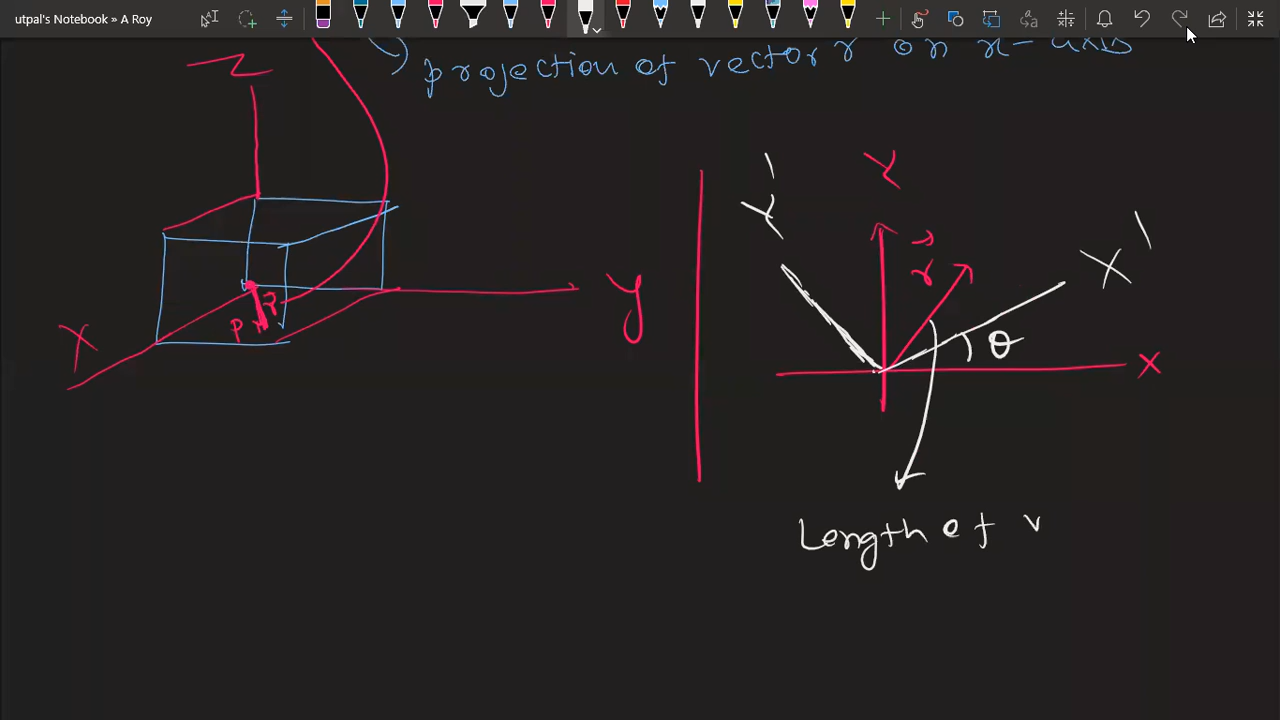 utpal's Notebook » A Roy
projection of vector r on x-axis
Z
Y
X
P
r
Y'
Y
r
X'
θ
X
Length of v